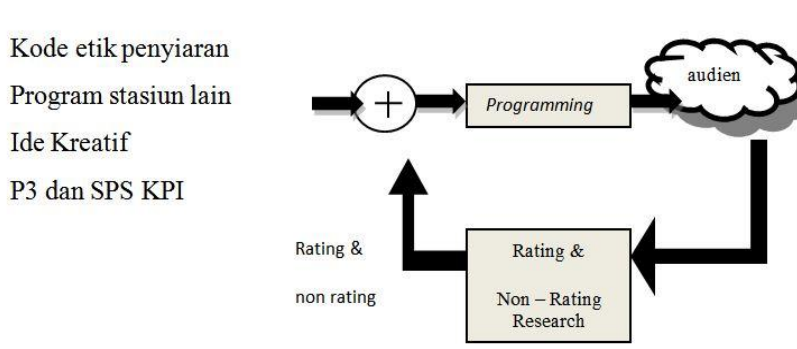 Kode etik penyiaran
Program stasiun lain
Ide Kreatif
P3 dan SPS KPI
+
Programming
audien
Rating &
non rating
Rating &
Non – Rating
Research